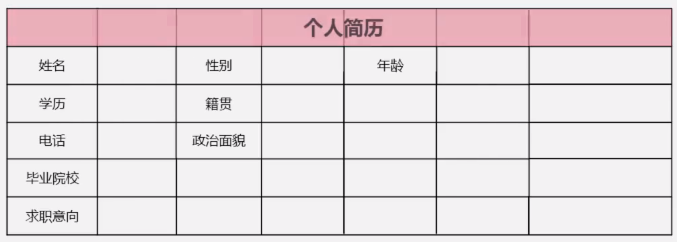 个人简历
姓名 性别 年龄
学历 籍贯
电话 政治面貌
毕业院校
求职意向